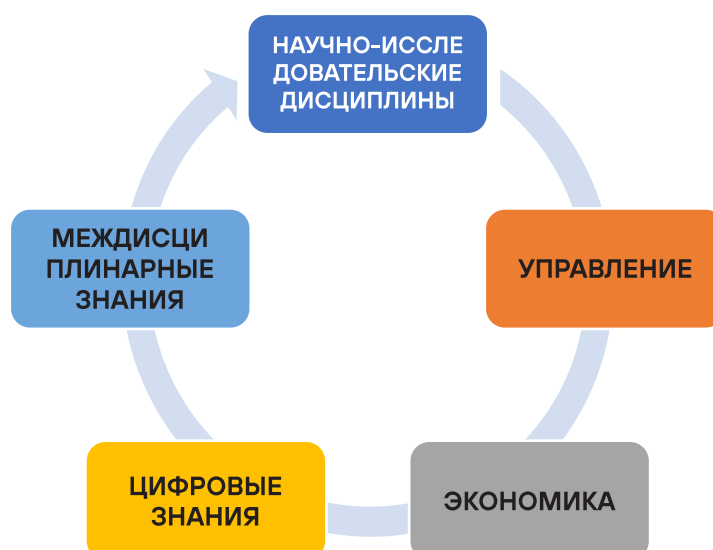 НАУЧНО-ИССЛЕ
ДОВАТЕЛЬСКИЕ
ДИСЦИПЛИНЫ
УПРАВЛЕНИЕ
ЭКОНОМИКА
ЦИФРОВЫЕ
ЗНАНИЯ
МЕЖДИСЦИ
ПЛИНАРНЫЕ
ЗНАНИЯ